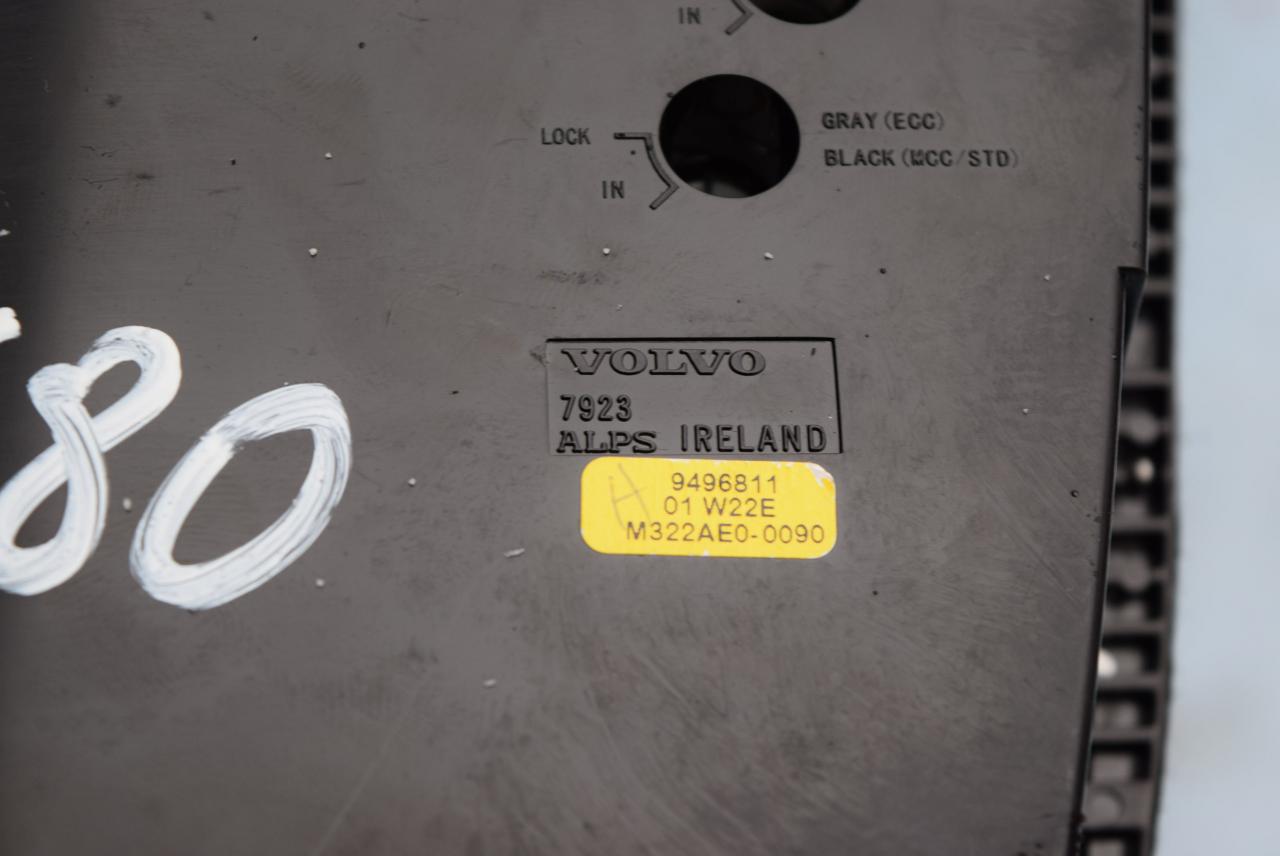 IN
LOCK
GRAY (ECC)
BLACK (MCC/STD)
IN
VOLVO
7923
ALPS IRELAND
9496811
01 W22E
M322AE0-0090
H
80